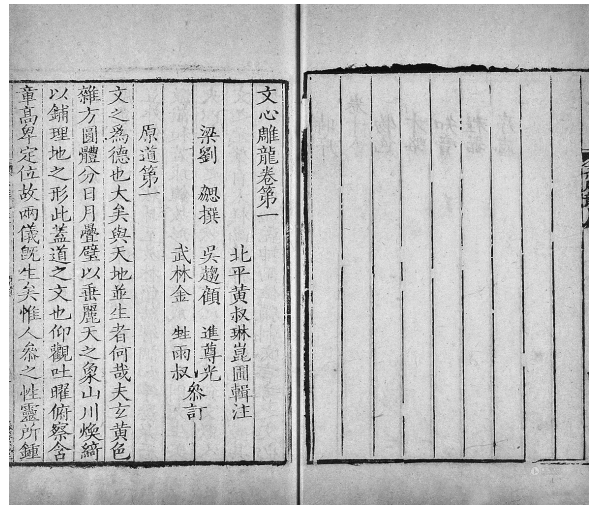 文心雕龍卷第一
北平黃叔琳崑圃輯注
梁劉 勰撰 吳趨顧 進尊光
武林金 甡雨叔
參訂
原道第一
文之爲德也大矣與天地並生者何哉夫玄黃色
雜方圓體分日月疊璧以垂麗天之象山川煥綺
以鋪理地之形此蓋道之文也仰觀吐曜俯察含
章高卑定位故兩儀既生矣惟人參之性靈所鍾